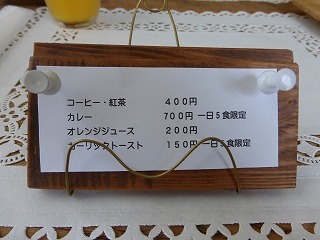 コーヒー・紅茶 400円
カレー 700円 一日5食限定
オレンジジュース 200円
ガーリックトースト 150円 一日5食限定